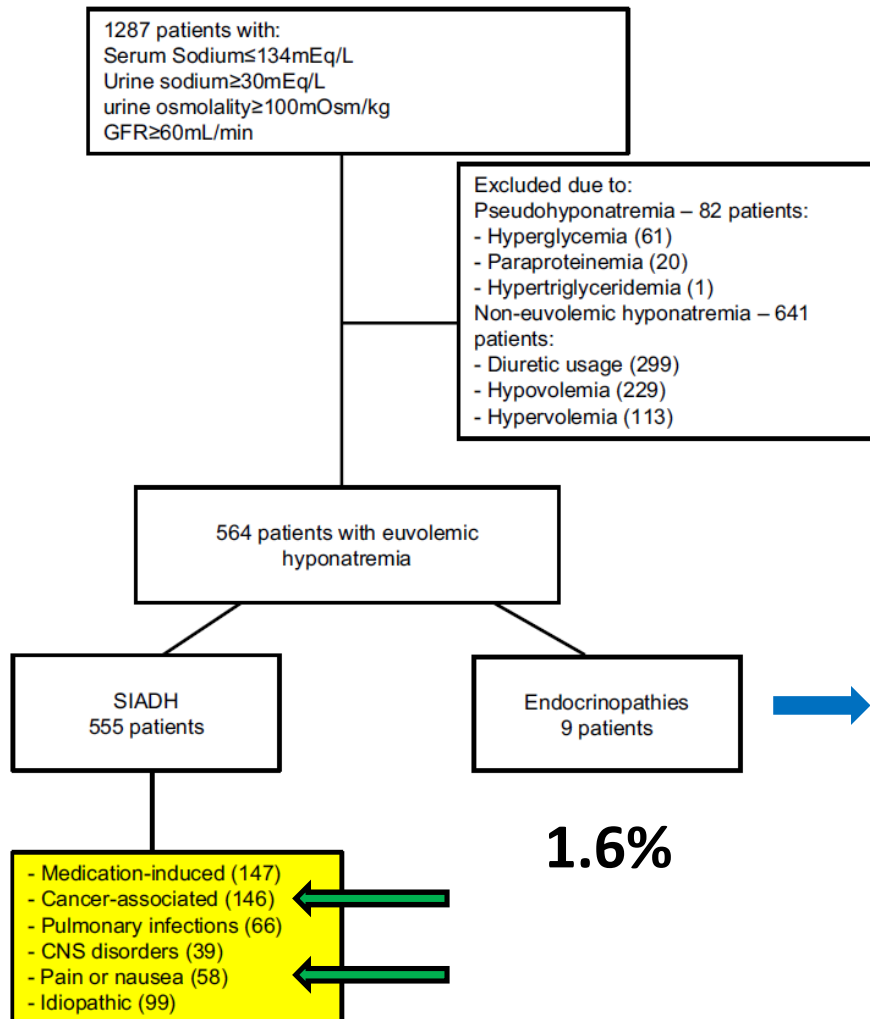 1287 patients with:
Serum Sodium≤134mEq/L
Urine sodium≥30mEq/L
urine osmolality≥100mOsm/kg
GFR≥60mL/min
Excluded due to:
Pseudohyponatremia – 82 patients:
- Hyperglycemia (61)
- Paraproteinemia (20)
- Hypertriglyceridemia (1)
Non-euvolemic hyponatremia – 641
patients:
- Diuretic usage (299)
- Hypovolemia (229)
- Hypervolemia (113)
564 patients with euvolemic
hyponatremia
SIADH
555 patients
Endocrinopathies
9 patients
1.6%
- Medication-induced (147)
- Cancer-associated (146)
- Pulmonary infections (66)
- CNS disorders (39)
- Pain or nausea (58)
- Idiopathic (99)